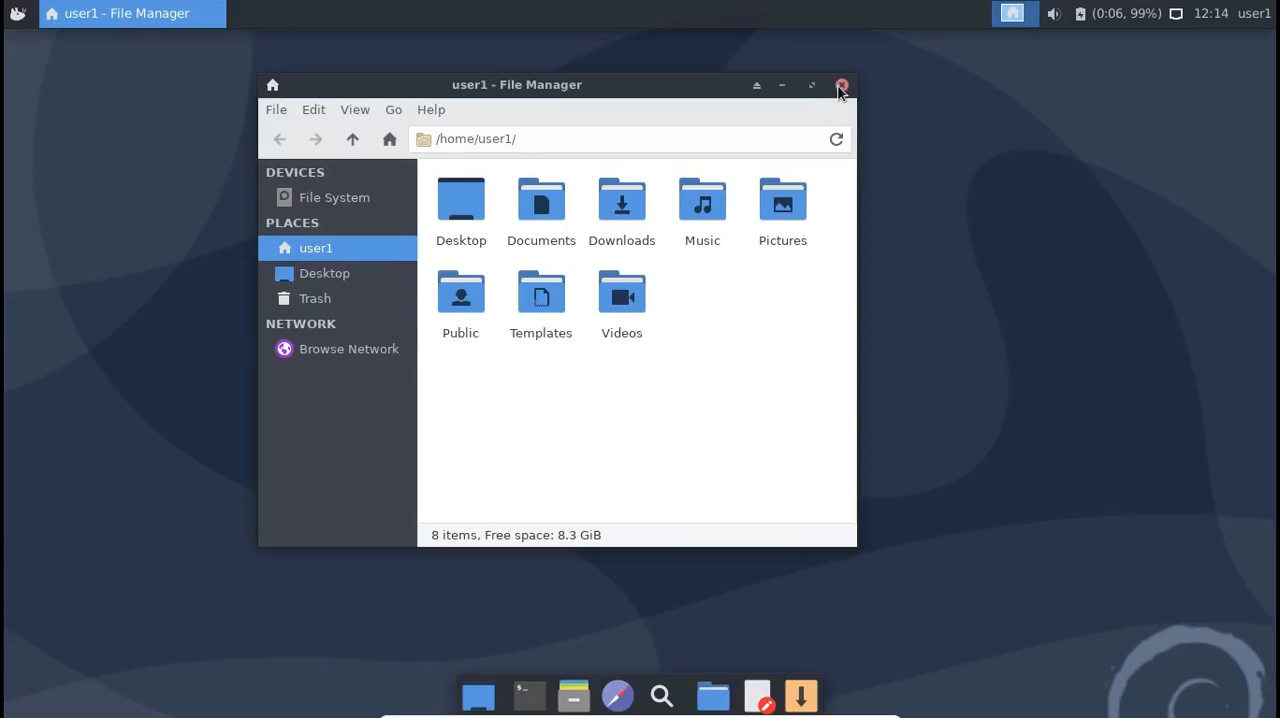 user1 - File Manager
(0:06, 99%) 12:14 user1
user1 - File Manager
File Edit View Go Help
/home/user1/
DEVICES
File System
PLACES
user1
Desktop
Trash
NETWORK
Browse Network
Desktop Documents Downloads Music Pictures
Public Templates Videos
8 items, Free space: 8.3 GiB